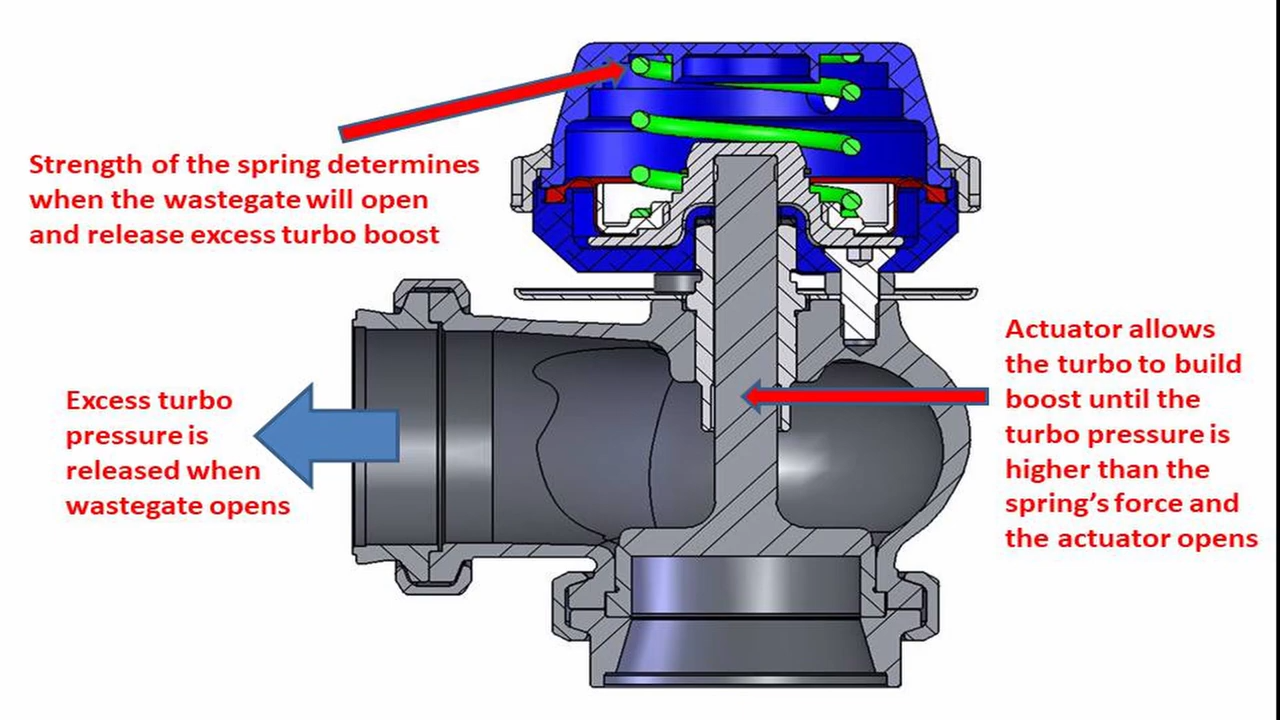 Strength of the spring determines
when the wastegate will open
and release excess turbo boost
Excess turbo
pressure is
released when
wastegate opens
Actuator allows
the turbo to build
boost until the
turbo pressure is
higher than the
spring's force and
the actuator opens